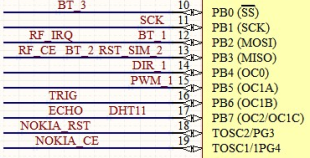 BT_3 10 PB0 (SS)
SCK 11 PB1 (SCK)
RF_IRQ BT_1 12 PB2 (MOSI)
RF_CE BT_2 RST_SIM_2 13 PB3 (MISO)
DIR_1 14 PB4 (OC0)
PWM_1 15 PB5 (OC1A)
TRIG 16 PB6 (OC1B)
ECHO DHT11 17 PB7 (OC2/OC1C)
NOKIA_RST 18 TOSC2/PG3
NOKIA_CE 19 TOSC1/1PG4